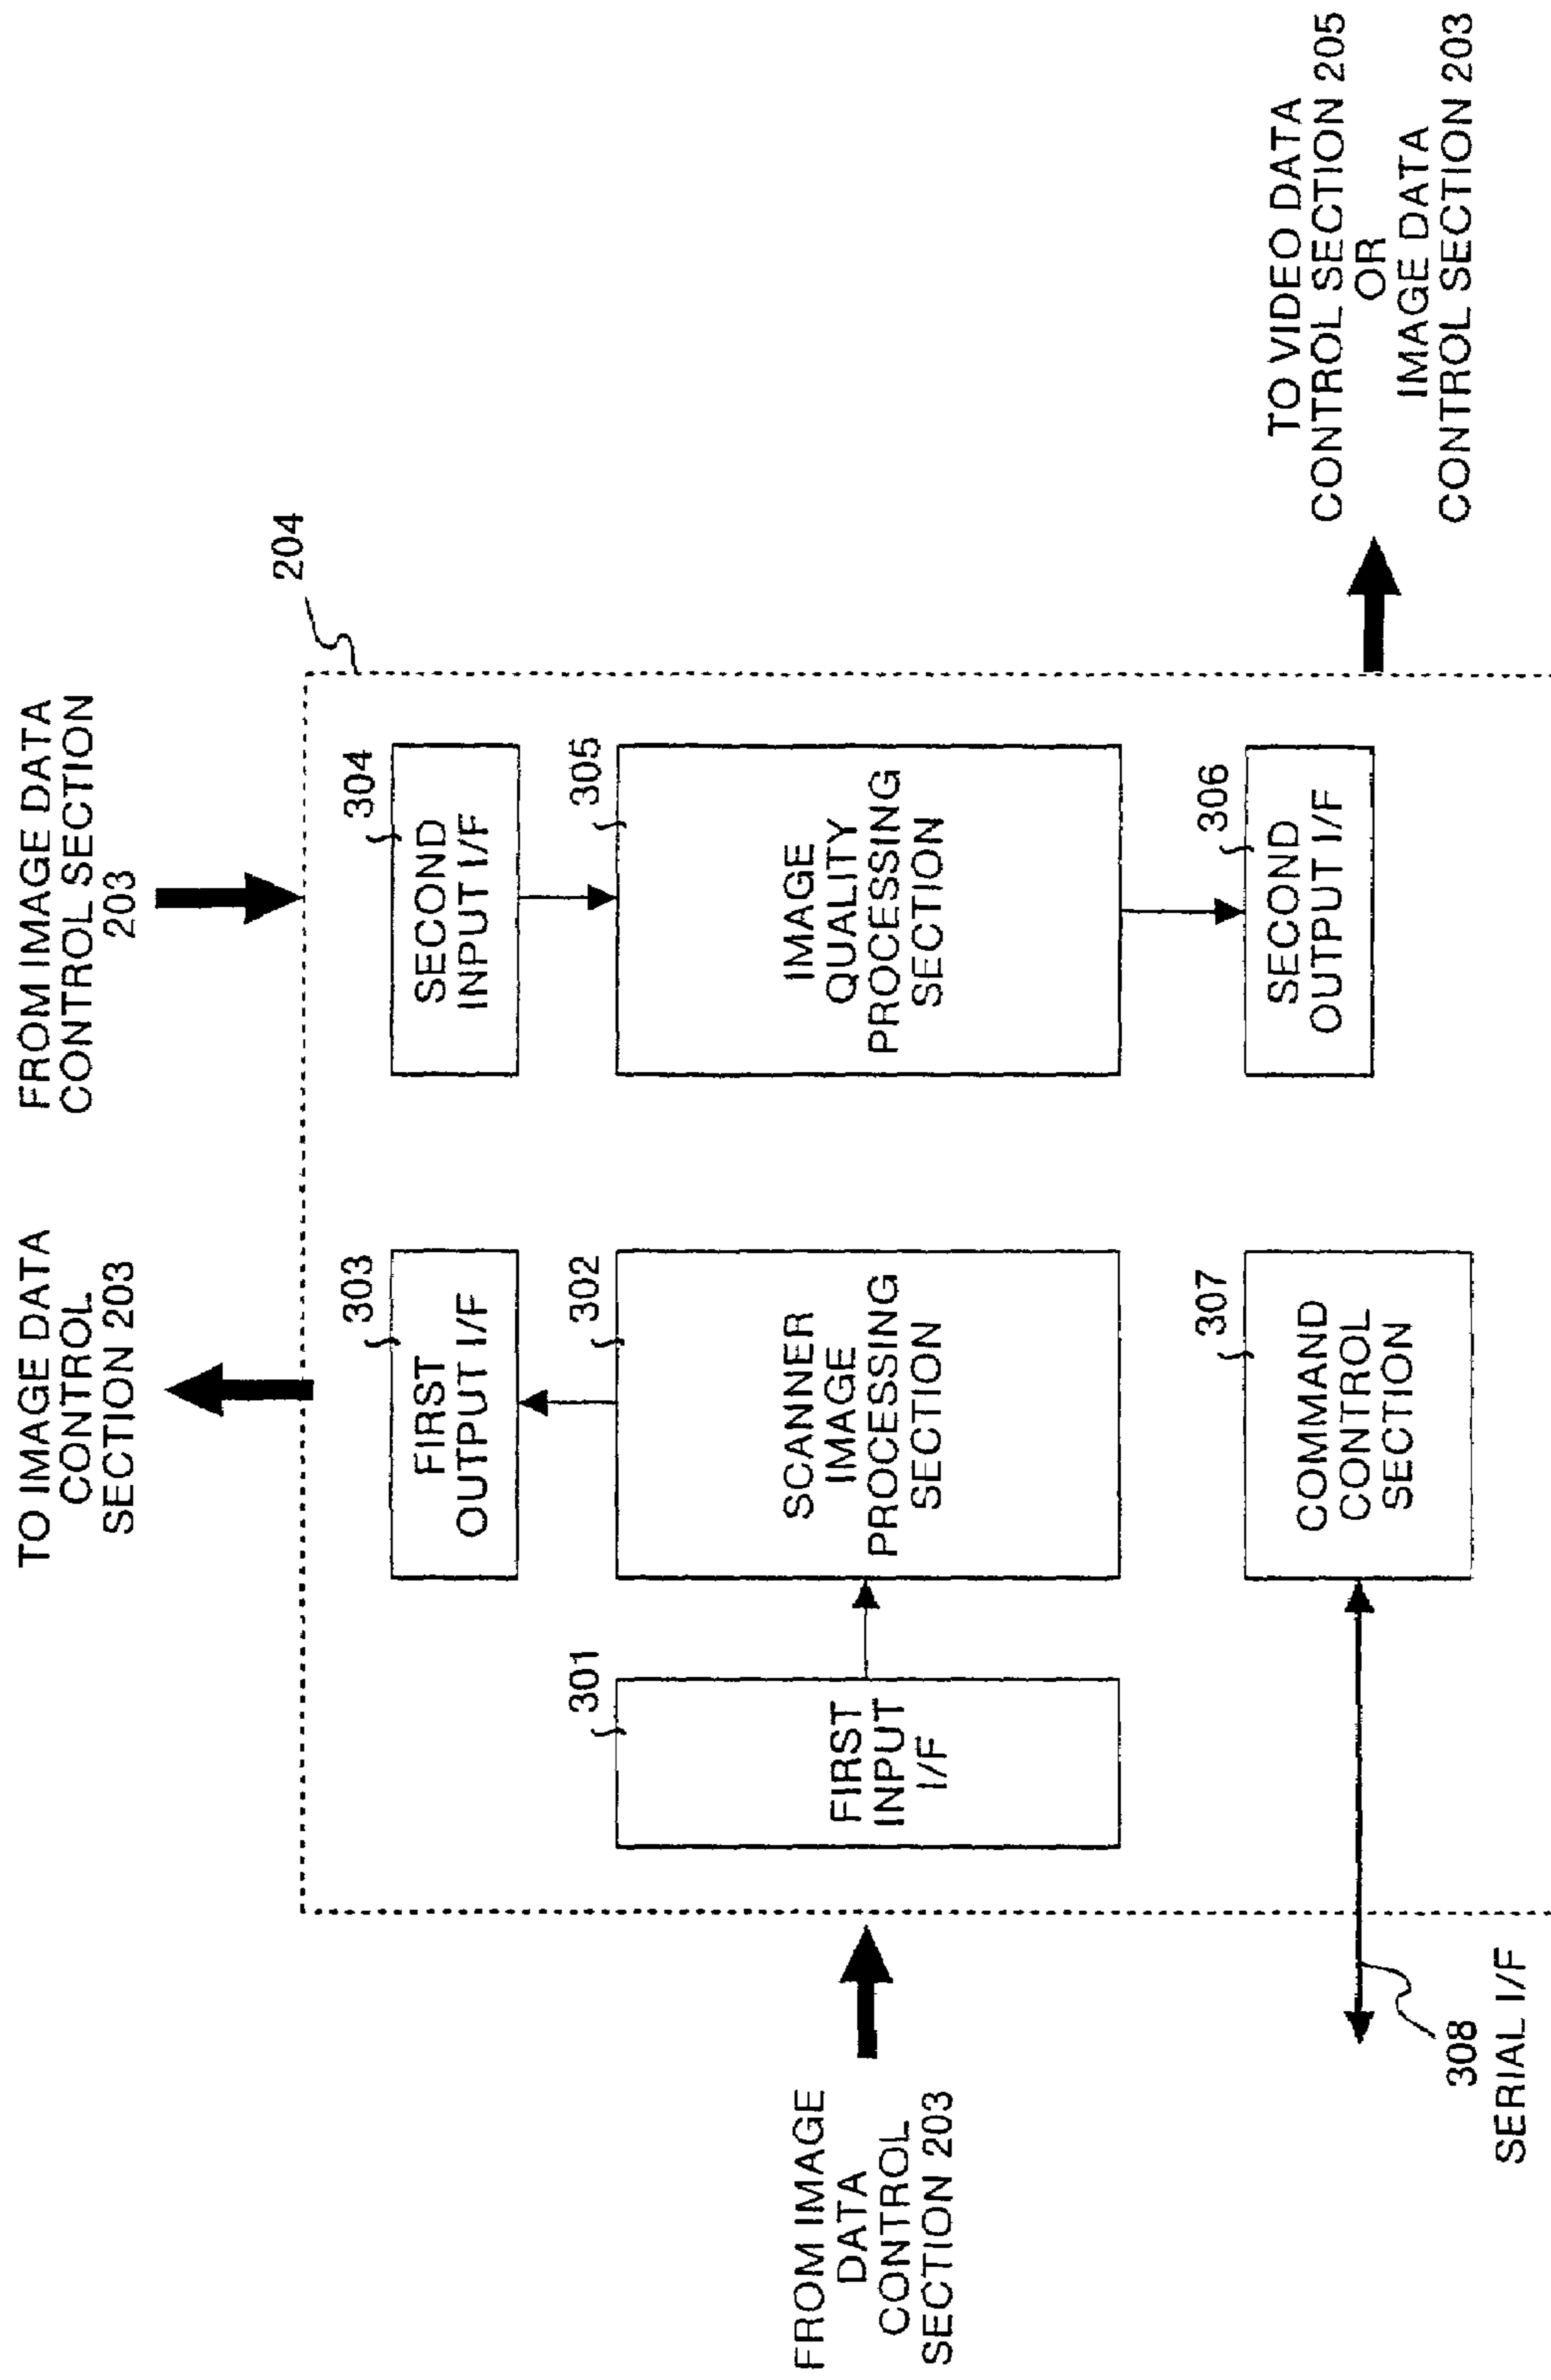 TO IMAGE DATA
CONTROL
SECTION 203
FROM IMAGE DATA
CONTROL SECTION
203
204
303
FIRST
OUTPUT I/F
304
SECOND
INPUT I/F
FROM IMAGE
DATA
CONTROL
SECTION 203
301
FIRST
INPUT
I/F
302
SCANNER
IMAGE
PROCESSING
SECTION
305
IMAGE
QUALITY
PROCESSING
SECTION
307
COMMAND
CONTROL
SECTION
306
SECOND
OUTPUT I/F
TO VIDEO DATA
CONTROL SECTION 205
OR
IMAGE DATA
CONTROL SECTION 203
308
SERIAL I/F